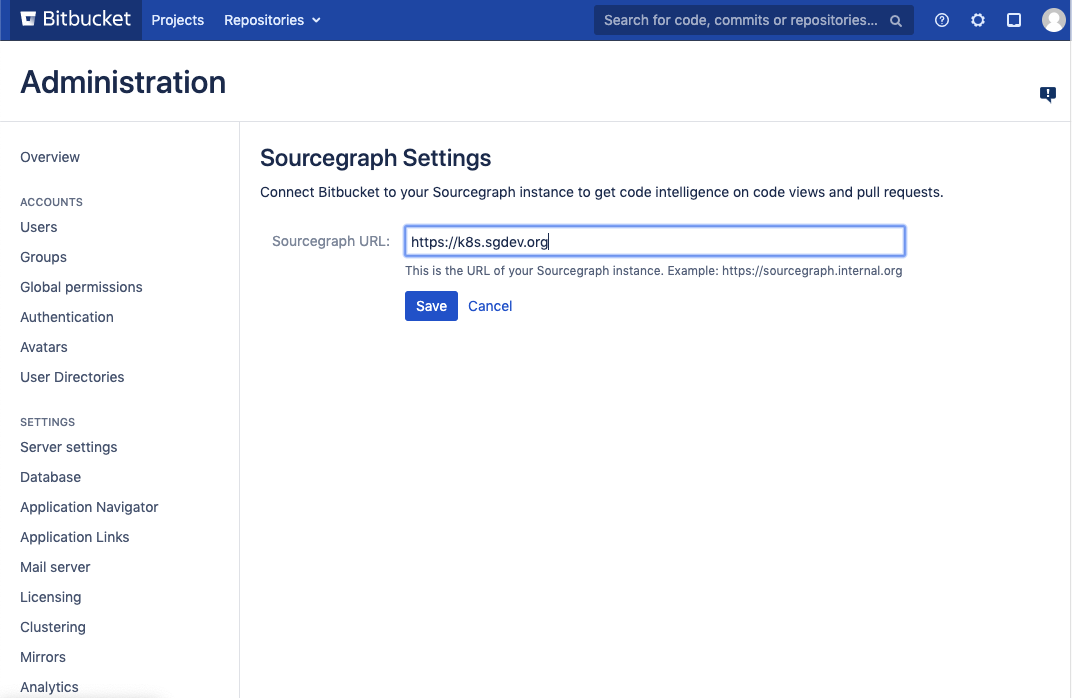 Bitbucket Projects Repositories Search for code, commits or repositories...
Administration
Overview
ACCOUNTS
Users
Groups
Global permissions
Authentication
Avatars
User Directories
SETTINGS
Server settings
Database
Application Navigator
Application Links
Mail server
Licensing
Clustering
Mirrors
Analytics
Sourcegraph Settings
Connect Bitbucket to your Sourcegraph instance to get code intelligence on code views and pull requests.
Sourcegraph URL: https://k8s.sgdev.org
This is the URL of your Sourcegraph instance. Example: https://sourcegraph.internal.org
Save Cancel